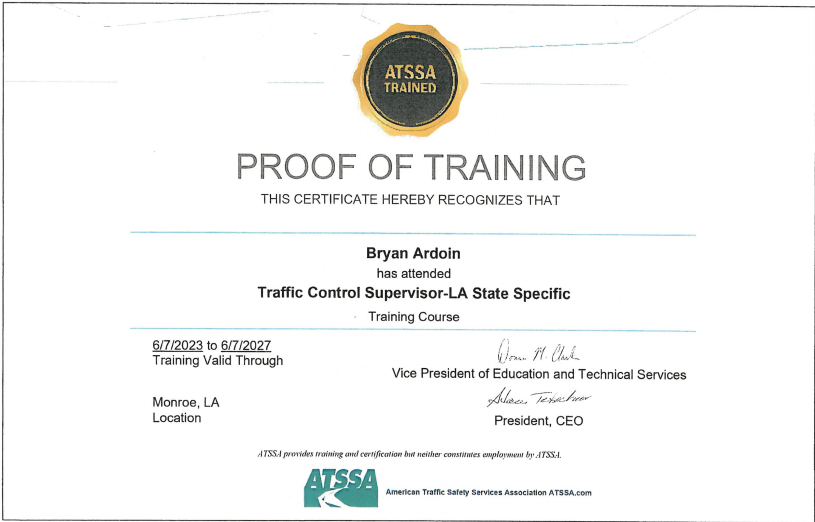 ATSSA
TRAINED
PROOF OF TRAINING
THIS CERTIFICATE HEREBY RECOGNIZES THAT
Bryan Ardoin
has attended
Traffic Control Supervisor-LA State Specific
Training Course
6/7/2023 to 6/7/2027
Training Valid Through
Donna M. Clark
Vice President of Education and Technical Services
Monroe, LA
Location
President, CEO
ATSSA provides training and certification but neither constitutes employment by ATSSA.
ATSSA
American Traffic Safety Services Association ATSSA.com